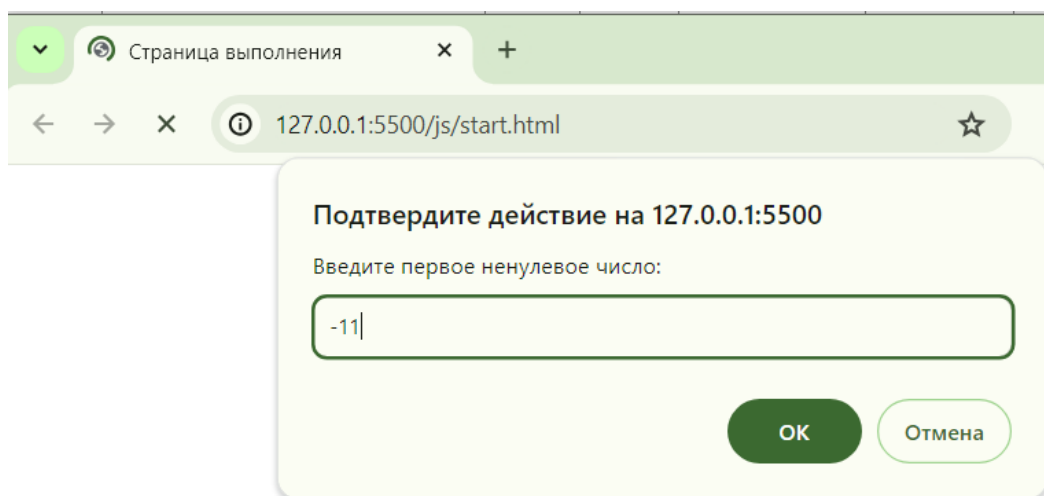 Страница выполнения
127.0.0.1:5500/js/start.html
Подтвердите действие на 127.0.0.1:5500
Введите первое ненулевое число:
-11
ОК Отмена